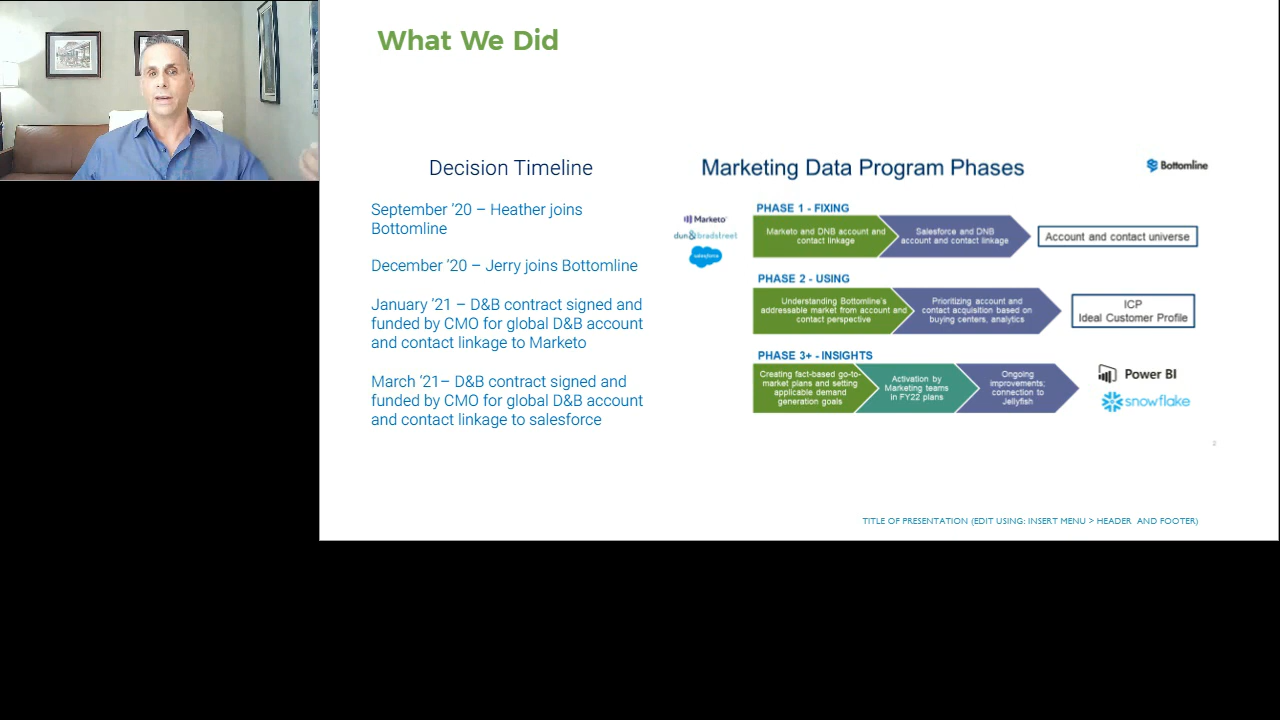 What We Did
Decision Timeline
September '20 – Heather joins
Bottomline
December '20 – Jerry joins Bottomline
January '21 – D&B contract signed and
funded by CMO for global D&B account
and contact linkage to Marketo
March '21– D&B contract signed and
funded by CMO for global D&B account
and contact linkage to salesforce
Marketing Data Program Phases
Bottomline
Marketo
dun&bradstreet
salesforce
PHASE 1 - FIXING
Marketo and DNB account and
contact linkage
Salesforce and DNB
account and contact linkage
Account and contact universe
PHASE 2 - USING
Understanding Bottomline's
addressable market from account and
contact perspective
Prioritizing account and
contact acquisition based on
buying centers, analytics
ICP
Ideal Customer Profile
PHASE 3+ - INSIGHTS
Creating fact-based go-to-
market plans and setting
applicable demand
generation goals
Activation by
Marketing teams
in FY22 plans
Ongoing
improvements;
connection to
Jellyfish
Power BI
snowflake
2
TITLE OF PRESENTATION (EDIT USING: INSERT MENU > HEADER AND FOOTER)